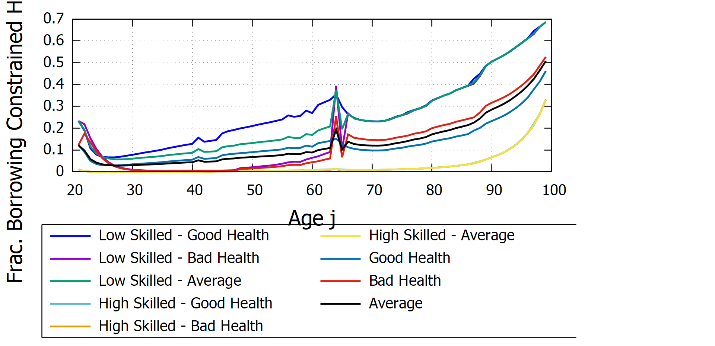 Frac. Borrowing Constrained H
0.7
0.6
0.5
0.4
0.3
0.2
0.1
0
20 30 40 50 60 70 80 90 100
Age j
Low Skilled - Good Health
Low Skilled - Bad Health
Low Skilled - Average
High Skilled - Good Health
High Skilled - Bad Health
High Skilled - Average
Good Health
Bad Health
Average